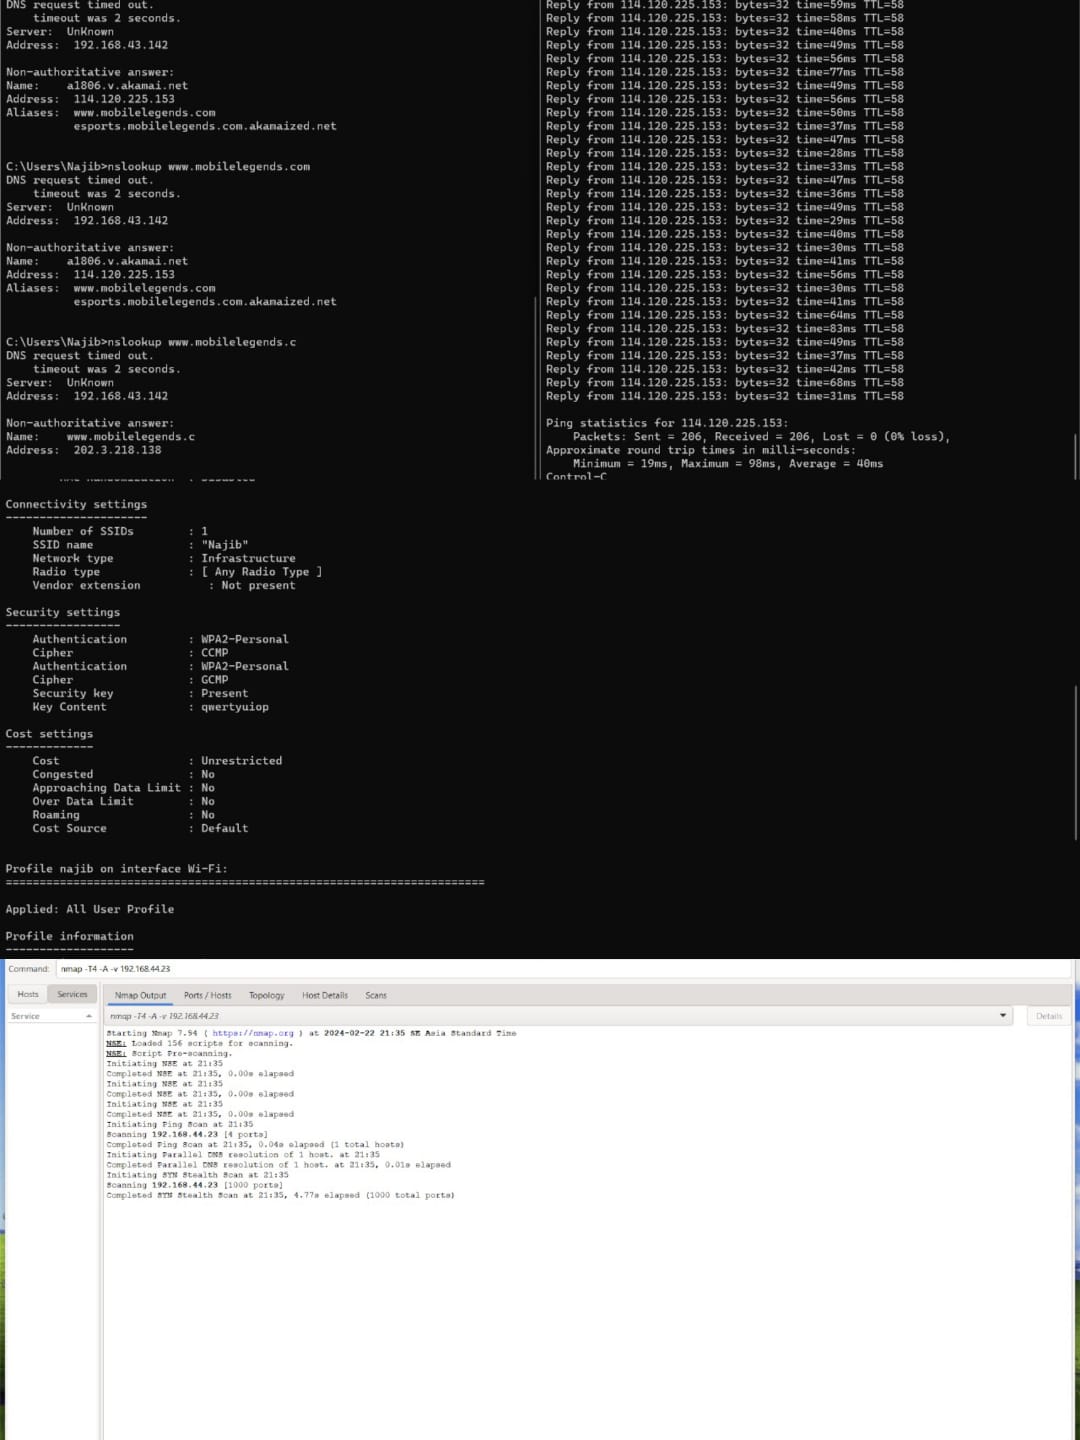 DNS request timed out.
    timeout was 2 seconds.
Server:  UnKnown
Address:  192.168.43.142

Non-authoritative answer:
Name:    a1806.v.akamai.net
Address:  114.120.225.153
Aliases:  www.mobilelegends.com
          esports.mobilelegends.com.akamaized.net

C:\Users\Najib>nslookup www.mobilelegends.com
DNS request timed out.
    timeout was 2 seconds.
Server:  UnKnown
Address:  192.168.43.142

Non-authoritative answer:
Name:    a1806.v.akamai.net
Address:  114.120.225.153
Aliases:  www.mobilelegends.com
          esports.mobilelegends.com.akamaized.net

C:\Users\Najib>nslookup www.mobilelegends.c
DNS request timed out.
    timeout was 2 seconds.
Server:  UnKnown
Address:  192.168.43.142

Non-authoritative answer:
Name:    www.mobilelegends.c
Address:  202.3.218.138

Reply from 114.120.225.153: bytes=32 time=59ms TTL=58
Reply from 114.120.225.153: bytes=32 time=58ms TTL=58
Reply from 114.120.225.153: bytes=32 time=40ms TTL=58
Reply from 114.120.225.153: bytes=32 time=49ms TTL=58
Reply from 114.120.225.153: bytes=32 time=56ms TTL=58
Reply from 114.120.225.153: bytes=32 time=77ms TTL=58
Reply from 114.120.225.153: bytes=32 time=49ms TTL=58
Reply from 114.120.225.153: bytes=32 time=56ms TTL=58
Reply from 114.120.225.153: bytes=32 time=50ms TTL=58
Reply from 114.120.225.153: bytes=32 time=37ms TTL=58
Reply from 114.120.225.153: bytes=32 time=47ms TTL=58
Reply from 114.120.225.153: bytes=32 time=28ms TTL=58
Reply from 114.120.225.153: bytes=32 time=33ms TTL=58
Reply from 114.120.225.153: bytes=32 time=47ms TTL=58
Reply from 114.120.225.153: bytes=32 time=36ms TTL=58
Reply from 114.120.225.153: bytes=32 time=49ms TTL=58
Reply from 114.120.225.153: bytes=32 time=29ms TTL=58
Reply from 114.120.225.153: bytes=32 time=40ms TTL=58
Reply from 114.120.225.153: bytes=32 time=30ms TTL=58
Reply from 114.120.225.153: bytes=32 time=41ms TTL=58
Reply from 114.120.225.153: bytes=32 time=56ms TTL=58
Reply from 114.120.225.153: bytes=32 time=30ms TTL=58
Reply from 114.120.225.153: bytes=32 time=41ms TTL=58
Reply from 114.120.225.153: bytes=32 time=64ms TTL=58
Reply from 114.120.225.153: bytes=32 time=83ms TTL=58
Reply from 114.120.225.153: bytes=32 time=49ms TTL=58
Reply from 114.120.225.153: bytes=32 time=37ms TTL=58
Reply from 114.120.225.153: bytes=32 time=42ms TTL=58
Reply from 114.120.225.153: bytes=32 time=68ms TTL=58
Reply from 114.120.225.153: bytes=32 time=31ms TTL=58

Ping statistics for 114.120.225.153:
    Packets: Sent = 206, Received = 206, Lost = 0 (0% loss),
Approximate round trip times in milli-seconds:
    Minimum = 19ms, Maximum = 98ms, Average = 40ms
Control-C

Connectivity settings
---------------------
    Number of SSIDs        : 1
    SSID name              : "Najib"
    Network type           : Infrastructure
    Radio type             : [ Any Radio Type ]
    Vendor extension          : Not present

Security settings
-----------------
    Authentication         : WPA2-Personal
    Cipher                 : CCMP
    Authentication         : WPA2-Personal
    Cipher                 : GCMP
    Security key           : Present
    Key Content            : qwertyuiop

Cost settings
-------------
    Cost                   : Unrestricted
    Congested              : No
    Approaching Data Limit : No
    Over Data Limit        : No
    Roaming                : No
    Cost Source            : Default

Profile najib on interface Wi-Fi:
=======================================================================

Applied: All User Profile

Profile information
-------------------
Command: nmap -T4 -A -v 192.168.44.23
Hosts Services
Nmap Output Ports / Hosts Topology Host Details Scans
Service
nmap -T4 -A -v 192.168.44.23
Details
Starting Nmap 7.94 ( https://nmap.org ) at 2024-02-22 21:35 SE Asia Standard Time
NSE: Loaded 156 scripts for scanning.
NSE: Script Pre-scanning.
Initiating NSE at 21:35
Completed NSE at 21:35, 0.00s elapsed
Initiating NSE at 21:35
Completed NSE at 21:35, 0.00s elapsed
Initiating NSE at 21:35
Completed NSE at 21:35, 0.00s elapsed
Initiating Ping Scan at 21:35
Scanning 192.168.44.23 [4 ports]
Completed Ping Scan at 21:35, 0.04s elapsed (1 total hosts)
Initiating Parallel DNS resolution of 1 host. at 21:35
Completed Parallel DNS resolution of 1 host. at 21:35, 0.01s elapsed
Initiating SYN Stealth Scan at 21:35
Scanning 192.168.44.23 [1000 ports]
Completed SYN Stealth Scan at 21:35, 4.77s elapsed (1000 total ports)